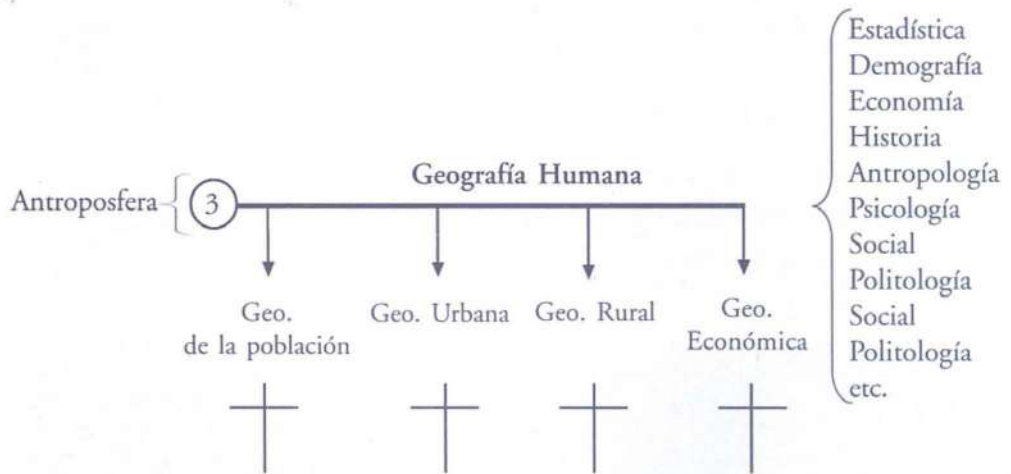 Antroposfera
3
Geografía Humana
Geo.
de la población
Geo. Urbana
Geo. Rural
Geo.
Económica
Estadística
Demografía
Economía
Historia
Antropología
Psicología
Social
Politología
Social
Politología
etc.